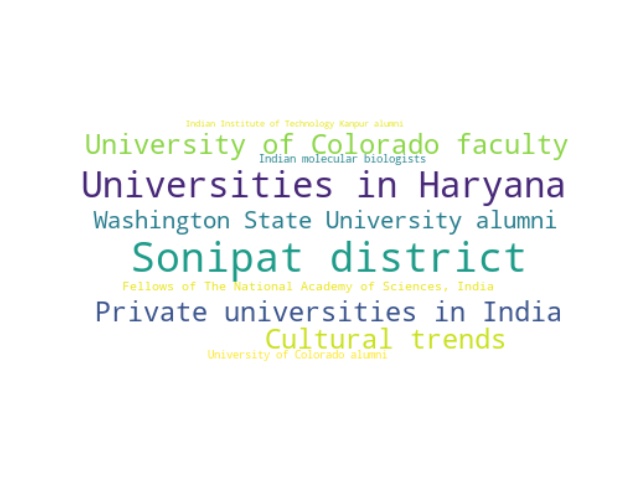 Indian Institute of Technology Kanpur alumni
University of Colorado faculty
Indian molecular biologists
Universities in Haryana
Washington State University alumni
Sonipat district
Fellows of The National Academy of Sciences, India
Private universities in India
Cultural trends
University of Colorado alumni